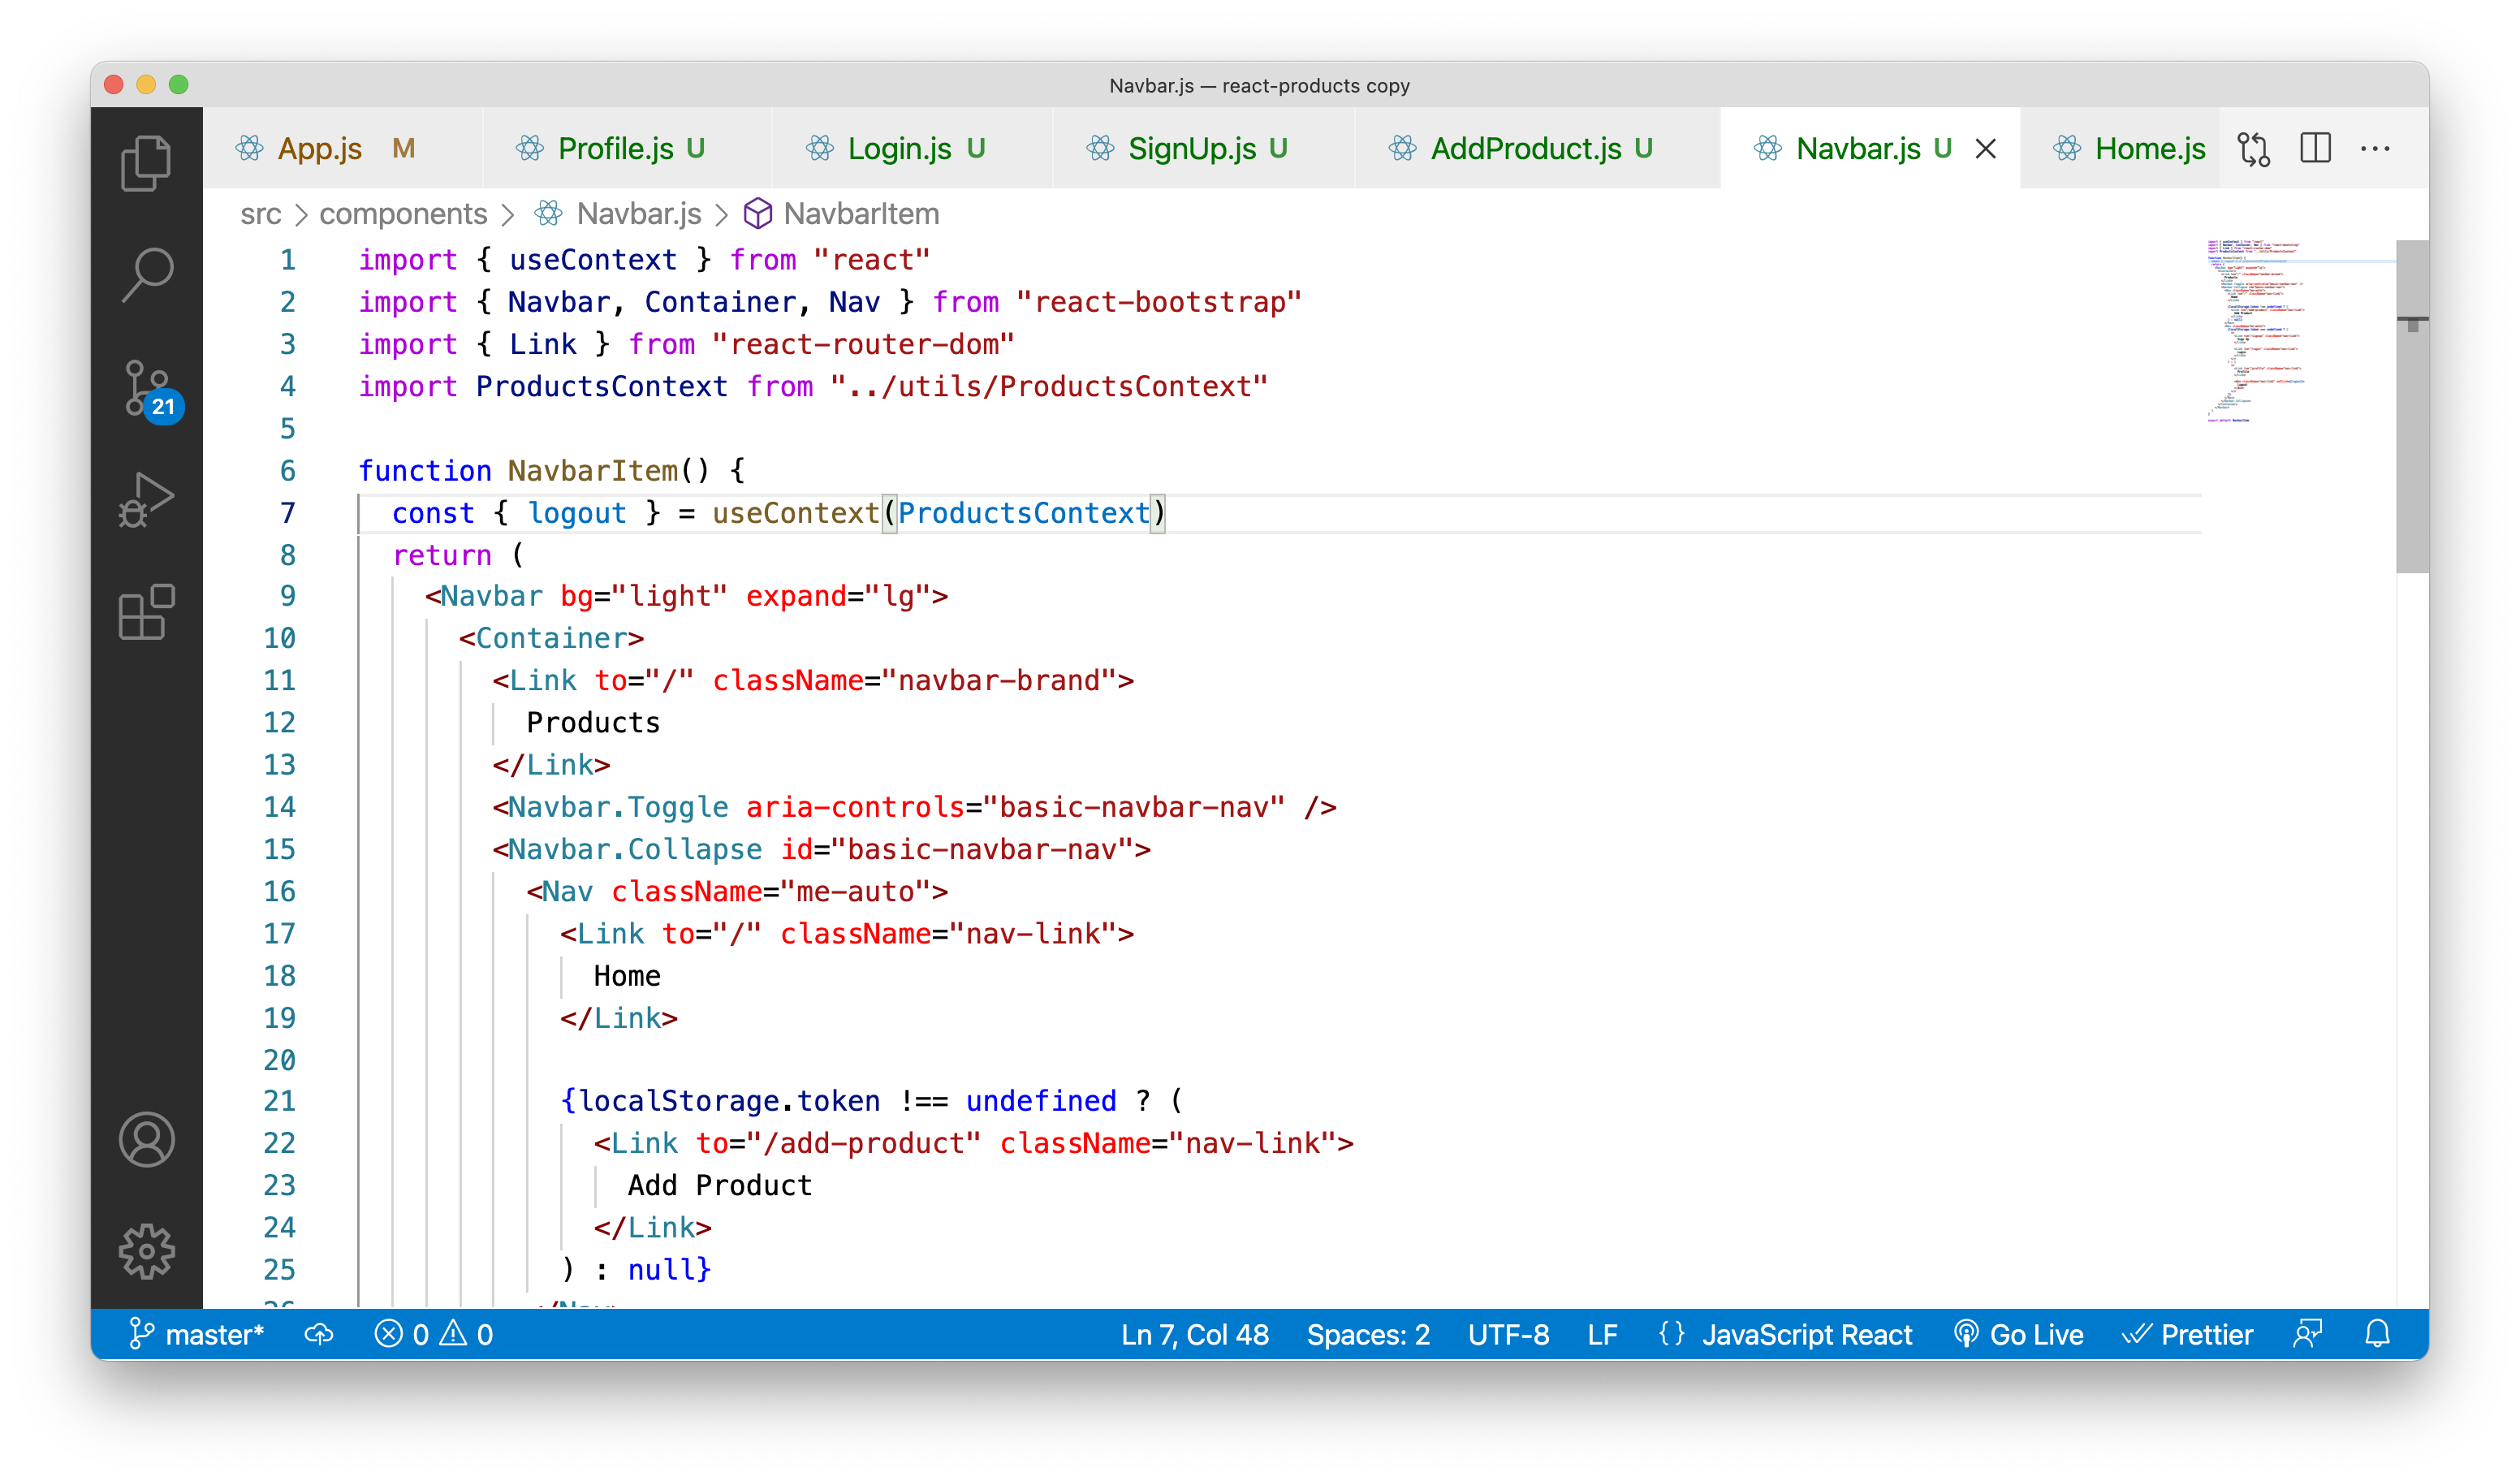 Navbar.js — react-products copy
App.js M Profile.js U Login.js U SignUp.js U AddProduct.js U Navbar.js U Home.js
src > components > Navbar.js > NavbarItem
1 import { useContext } from "react"
2 import { Navbar, Container, Nav } from "react-bootstrap"
3 import { Link } from "react-router-dom"
4 import ProductsContext from "../utils/ProductsContext"
5
6 function NavbarItem() {
7 const { logout } = useContext(ProductsContext)
8 return (
9 <Navbar bg="light" expand="lg">
10 <Container>
11 <Link to="/" className="navbar-brand">
12 Products
13 </Link>
14 <Navbar.Toggle aria-controls="basic-navbar-nav" />
15 <Navbar.Collapse id="basic-navbar-nav">
16 <Nav className="me-auto">
17 <Link to="/" className="nav-link">
18 Home
19 </Link>
20
21 {localStorage.token !== undefined ? (
22 <Link to="/add-product" className="nav-link">
23 Add Product
24 </Link>
25 ) : null}
21
master* 0 0 Ln 7, Col 48 Spaces: 2 UTF-8 LF {} JavaScript React Go Live Prettier